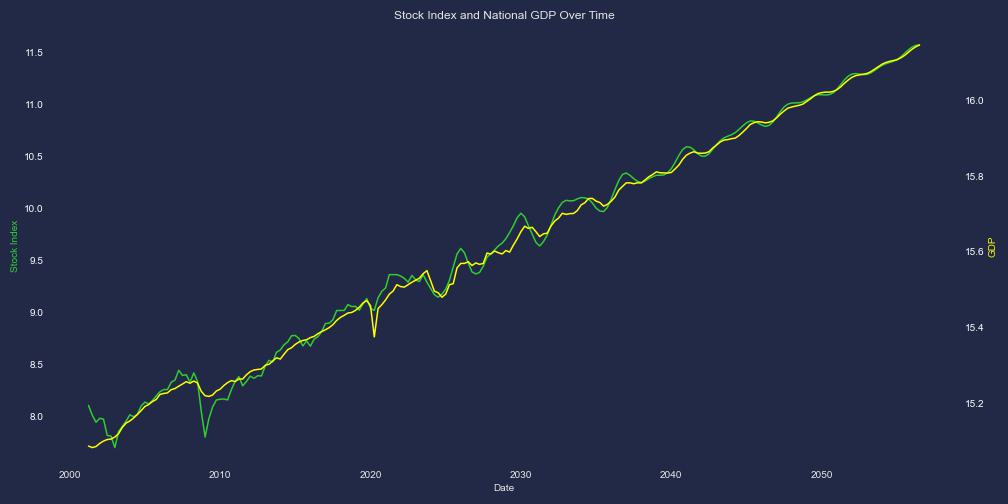 Stock Index and National GDP Over Time
11.5
11.0
10.5
10.0
9.5
9.0
8.5
8.0
Stock Index
16.0
15.8
15.6
15.4
15.2
GDP
2000 2010 2020 2030 2040 2050
Date